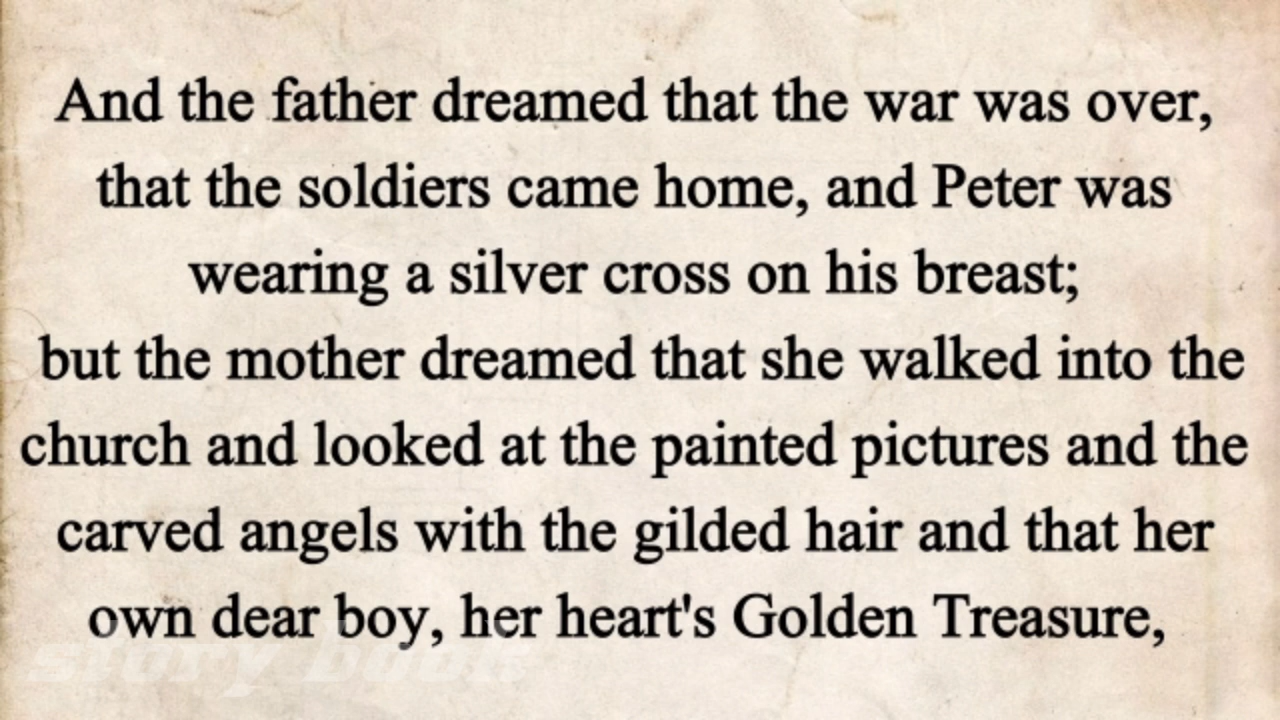 And the father dreamed that the war was over,
that the soldiers came home, and Peter was
wearing a silver cross on his breast;
but the mother dreamed that she walked into the
church and looked at the painted pictures and the
carved angels with the gilded hair and that her
own dear boy, her heart's Golden Treasure,
story book